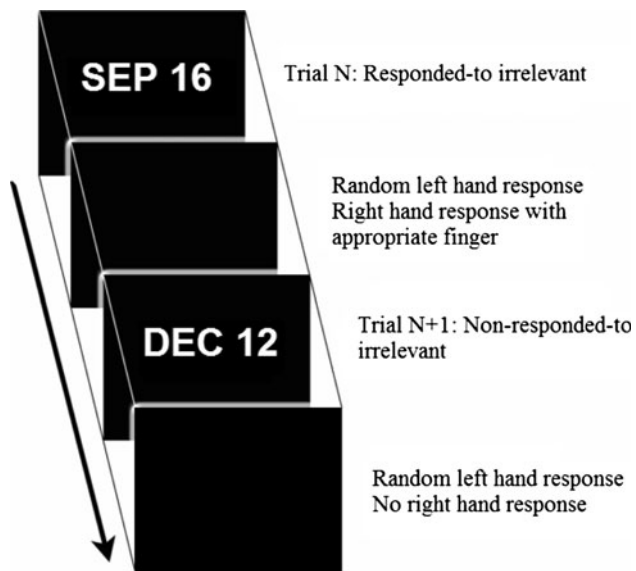 SEP 16
Trial N: Responded-to irrelevant
Random left hand response
Right hand response with
appropriate finger
DEC 12
Trial N+1: Non-responded-to
irrelevant
Random left hand response
No right hand response